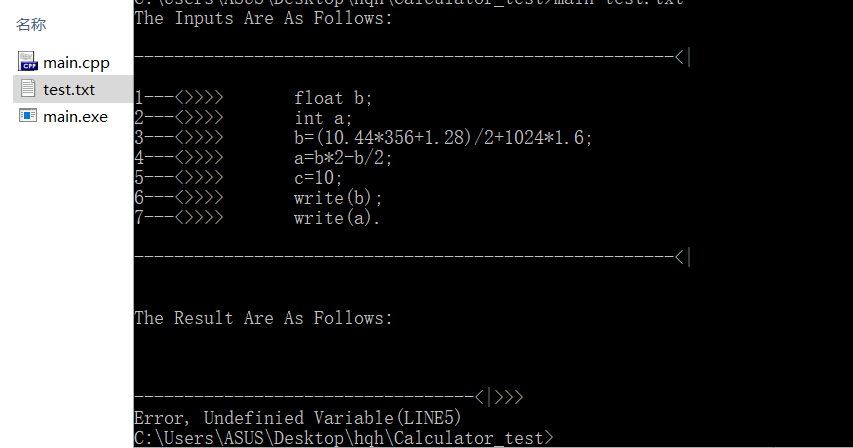 名称
main.cpp
test.txt
main.exe
C:\Users\ASUS\Desktop\hqh\Calculator_test>main test.txt
The Inputs Are As Follows:
------------------------------------------------------<|
1---<>>>>       float b;
2---<>>>>       int a;
3---<>>>>       b=(10.44*356+1.28)/2+1024*1.6;
4---<>>>>       a=b*2-b/2;
5---<>>>>       c=10;
6---<>>>>       write(b);
7---<>>>>       write(a).
------------------------------------------------------<|
The Result Are As Follows:
----------------------------------<|>>>
Error, Undefinied Variable(LINE5)
C:\Users\ASUS\Desktop\hqh\Calculator_test>